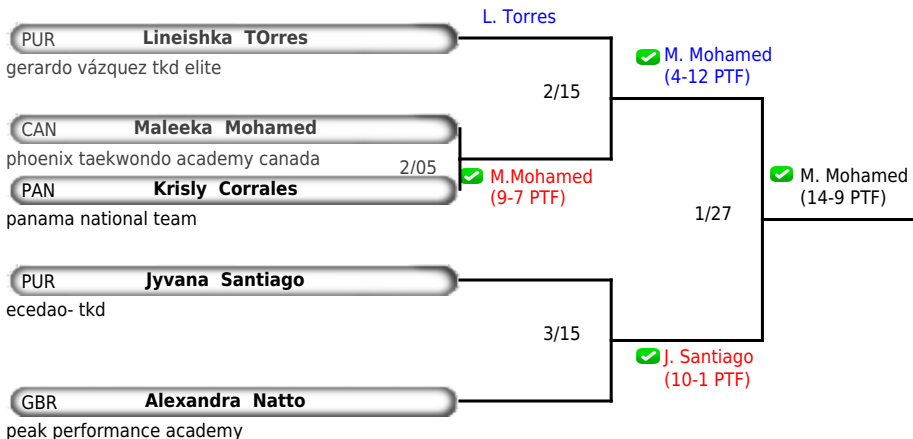 L. Torres
PUR Lineishka TOrres
gerardo vázquez tkd elite
M. Mohamed
(4-12 PTF)
2/15
CAN Maleeka Mohamed
phoenix taekwondo academy canada
2/05
M.Mohamed
(9-7 PTF)
PAN Krisly Corrales
panama national team
M. Mohamed
(14-9 PTF)
1/27
PUR Jyvana Santiago
ecedao- tkd
3/15
J. Santiago
(10-1 PTF)
GBR Alexandra Natto
peak performance academy